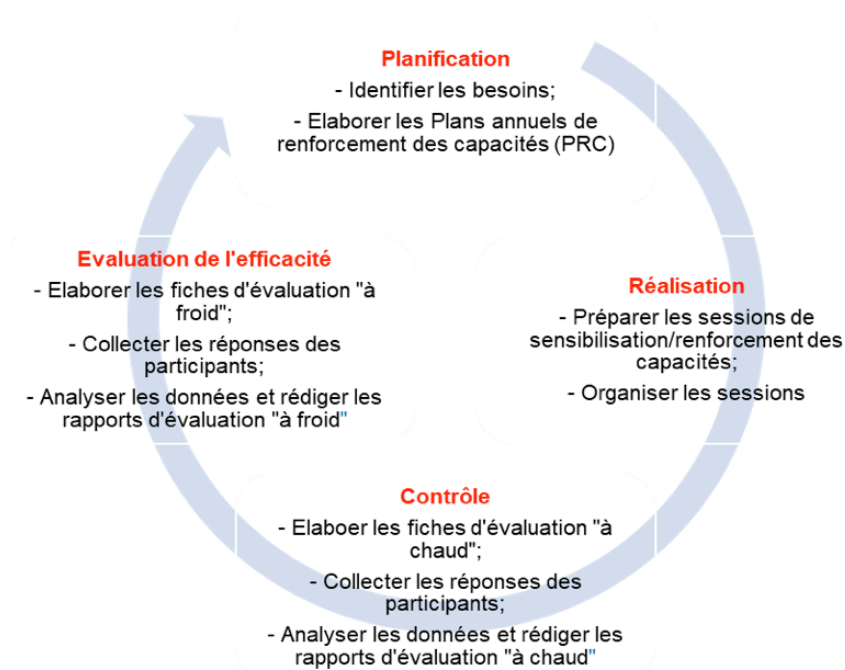 Planification
- Identifier les besoins;
- Elaborer les Plans annuels de
renforcement des capacités (PRC)
Réalisation
- Préparer les sessions de
sensibilisation/renforcement des
capacités;
- Organiser les sessions
Contrôle
- Elaboer les fiches d'évaluation "à
chaud";
- Collecter les réponses des
participants;
- Analyser les données et rédiger les
rapports d'évaluation "à chaud"
Evaluation de l'efficacité
- Elaborer les fiches d'évaluation "à
froid";
- Collecter les réponses des
participants;
- Analyser les données et rédiger les
rapports d'évaluation "à froid"